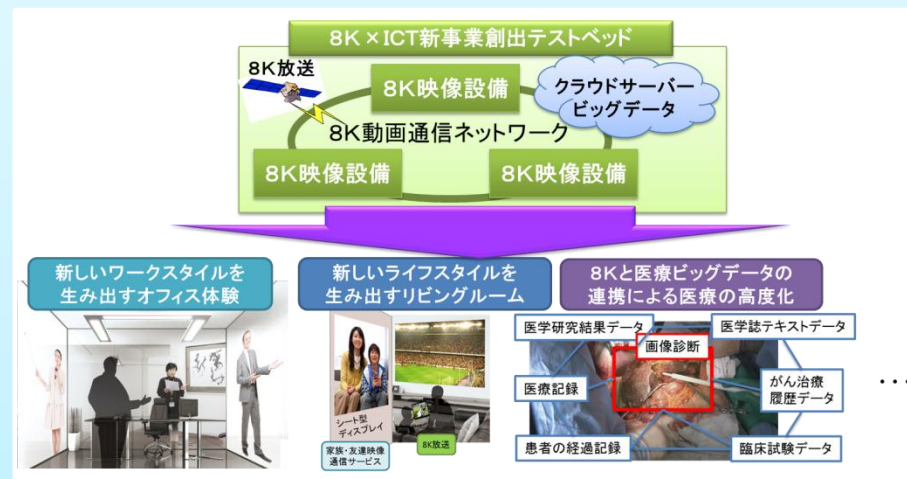 8K×ICT新事業創出テストベッド
8K放送
8K映像設備
クラウドサーバー
ビッグデータ
8K動画通信ネットワーク
8K映像設備
8K映像設備
新しいワークスタイルを
生み出すオフィス体験
新しいライフスタイルを
生み出すリビングルーム
8Kと医療ビッグデータの
連携による医療の高度化
シート型
ディスプレイ
家族・友達映像
通信サービス
8K放送
医学研究結果データ
医学誌テキストデータ
画像診断
医療記録
がん治療
履歴データ
患者の経過記録
臨床試験データ
…